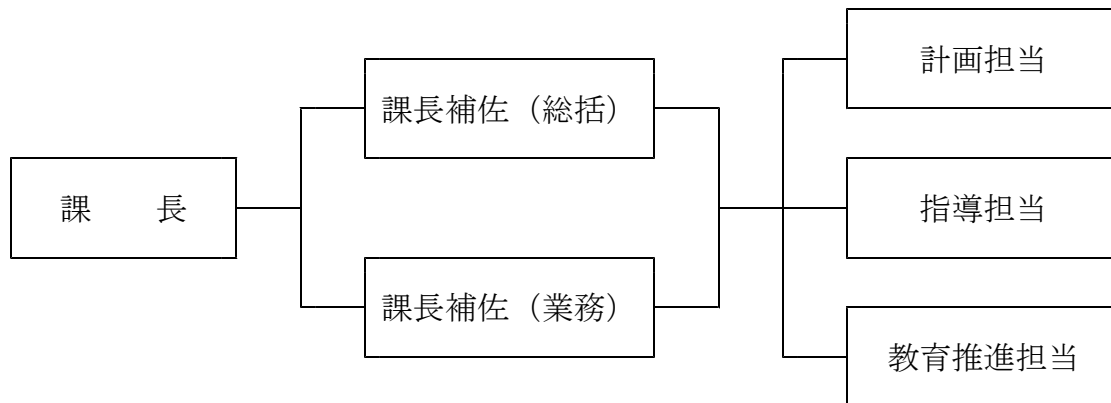 課　　長
課長補佐（総括）
課長補佐（業務）
計画担当
指導担当
教育推進担当